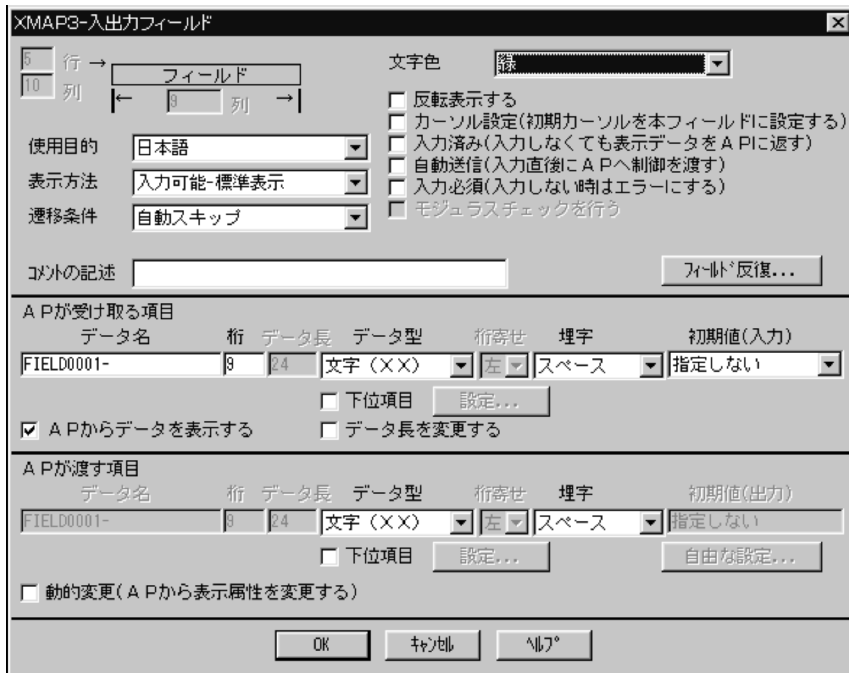 XMAP3-入出力フィールド
5 行 →
10 列
フィールド
← 9 列 →
文字色 緑
反転表示する
カーソル設定(初期カーソルを本フィールドに設定する)
入力済み(入力しなくても表示データをAPに返す)
自動送信(入力直後にAPへ制御を渡す)
入力必須(入力しない時はエラーにする)
モジュラスチェックを行う
使用目的 日本語
表示方法 入力可能-標準表示
遷移条件 自動スキップ
コメントの記述
フィールド反復...
APが受け取る項目
データ名 桁 データ長 データ型 桁寄せ 埋字 初期値(入力)
FIELD0001- 9 24 文字（XX） 左 スペース 指定しない
下位項目 設定...
APからデータを表示する データ長を変更する
APが渡す項目
データ名 桁 データ長 データ型 桁寄せ 埋字 初期値(出力)
FIELD0001- 9 24 文字（XX） 左 スペース 指定しない
下位項目 設定... 自由な設定...
動的変更(APから表示属性を変更する)
OK キャンセル ヘルプ